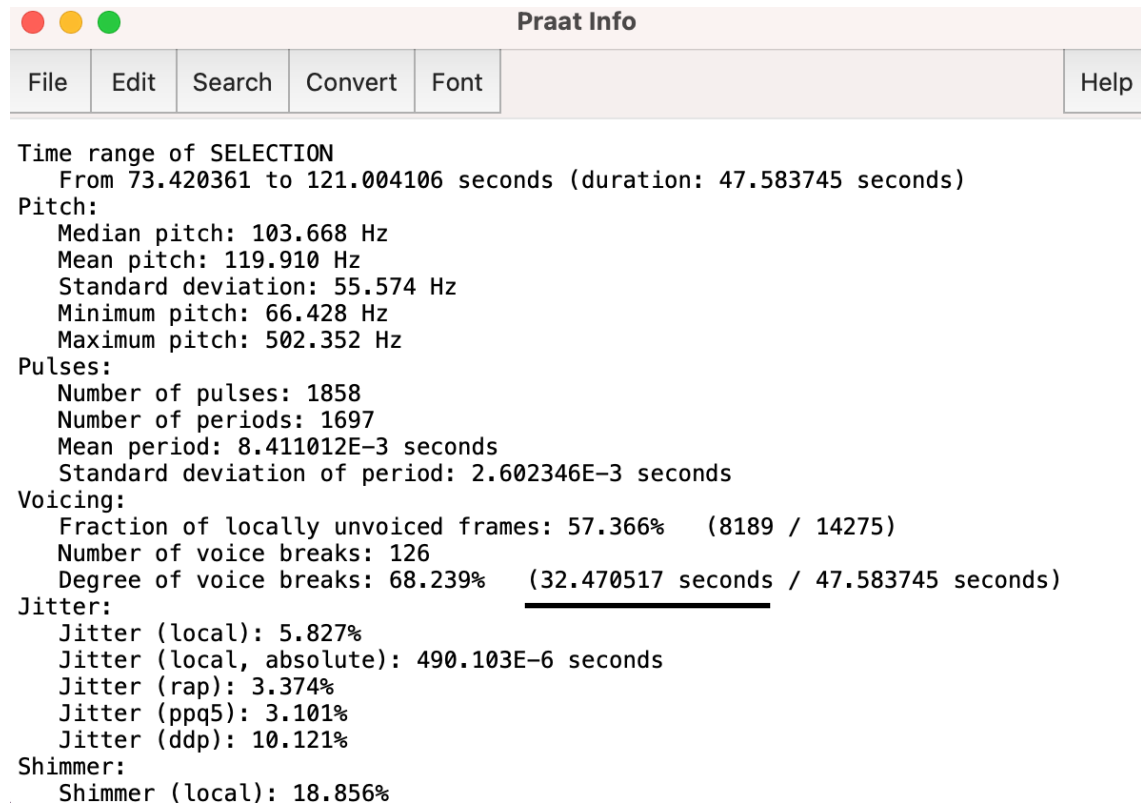 Praat Info
File Edit Search Convert Font Help
Time range of SELECTION
From 73.420361 to 121.004106 seconds (duration: 47.583745 seconds)
Pitch:
Median pitch: 103.668 Hz
Mean pitch: 119.910 Hz
Standard deviation: 55.574 Hz
Minimum pitch: 66.428 Hz
Maximum pitch: 502.352 Hz
Pulses:
Number of pulses: 1858
Number of periods: 1697
Mean period: 8.411012E−3 seconds
Standard deviation of period: 2.602346E−3 seconds
Voicing:
Fraction of locally unvoiced frames: 57.366% (8189 / 14275)
Number of voice breaks: 126
Degree of voice breaks: 68.239% (32.470517 seconds / 47.583745 seconds)
Jitter:
Jitter (local): 5.827%
Jitter (local, absolute): 490.103E−6 seconds
Jitter (rap): 3.374%
Jitter (ppq5): 3.101%
Jitter (ddp): 10.121%
Shimmer:
Shimmer (local): 18.856%